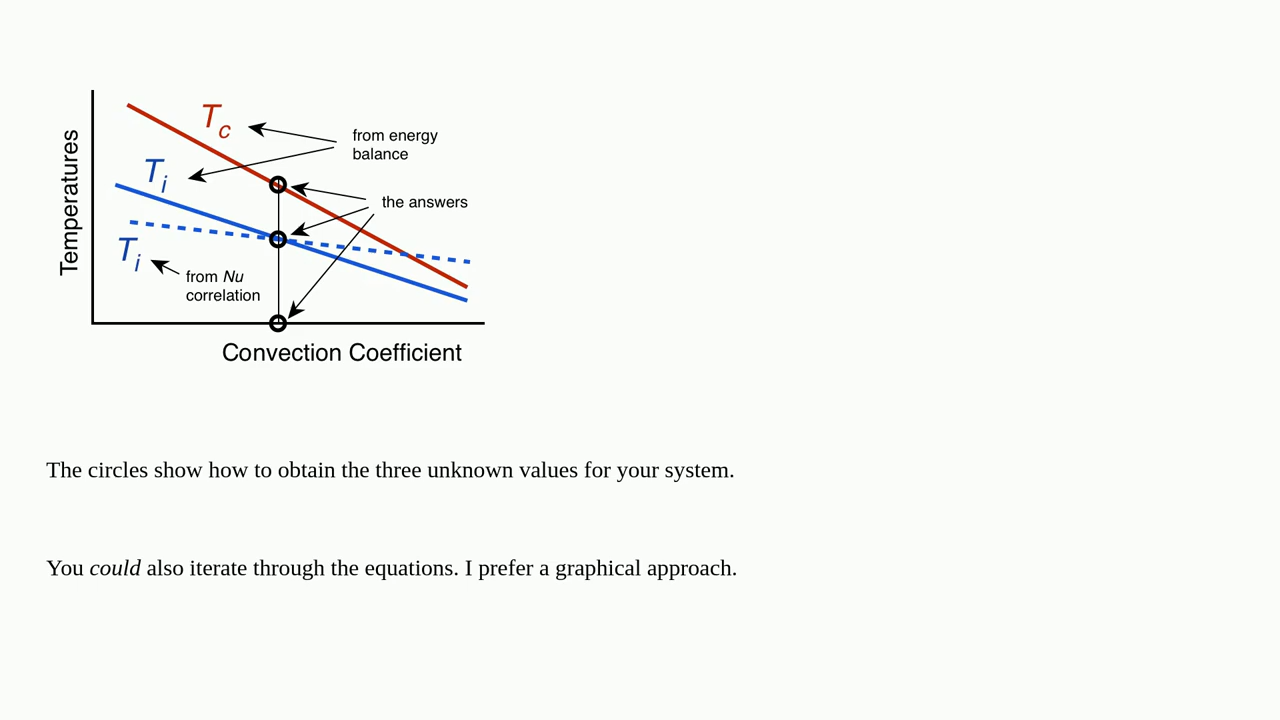 Temperatures
Tc
from energy
balance
Ti
the answers
Ti
from Nu
correlation
Convection Coefficient
The circles show how to obtain the three unknown values for your system.
You could also iterate through the equations. I prefer a graphical approach.